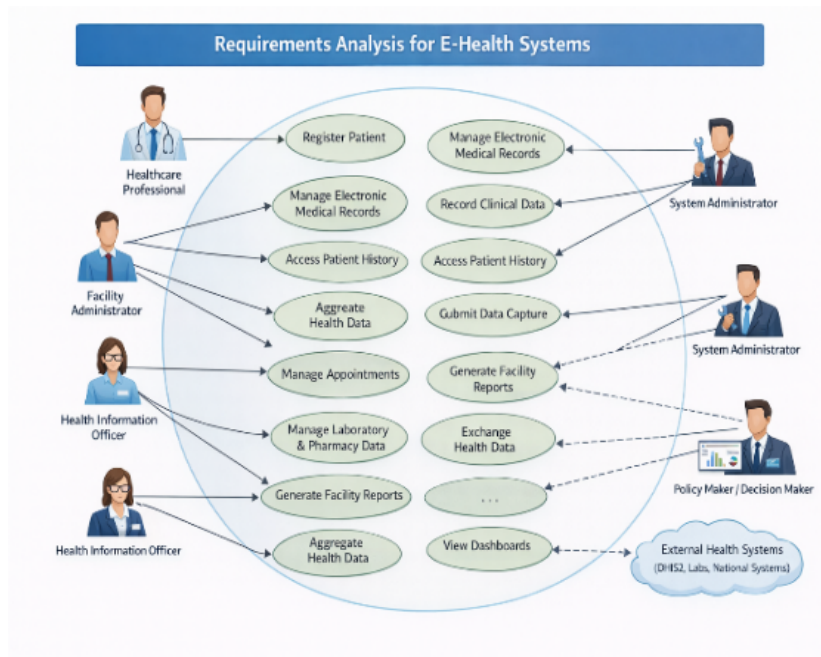 Requirements Analysis for E-Health Systems
Healthcare
Professional
Register Patient
Manage Electronic
Medical Records
System Administrator
Manage Electronic
Medical Records
Record Clinical Data
Facility
Administrator
Access Patient History
Access Patient History
Aggreate
Health Data
Gubmit Data Capture
System Administrator
Health Information
Officer
Manage Appointments
Generate Facility
Reports
Manage Laboratory
& Pharmacy Data
Exchange
Health Data
Policy Maker / Decision Maker
Generate Facility Reports
...
Health Information Officer
Aggregate
Health Data
View Dashboards
External Health Systems
(DHIS2, Labs, National Systems)